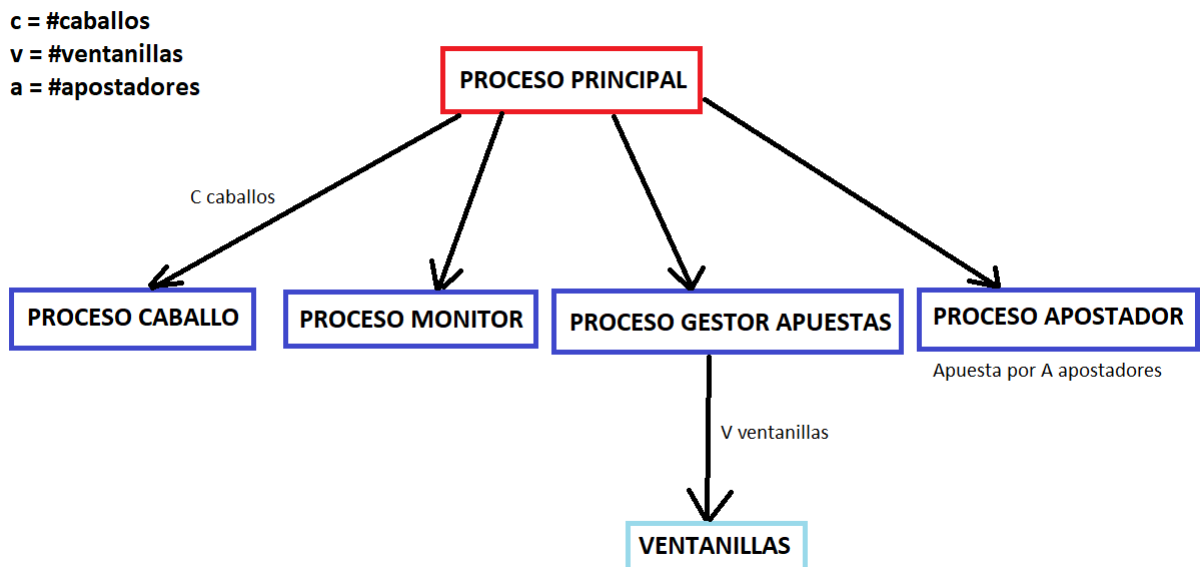 c = #caballos
v = #ventanillas
a = #apostadores
PROCESO PRINCIPAL
C caballos
PROCESO CABALLO
PROCESO MONITOR
PROCESO GESTOR APUESTAS
PROCESO APOSTADOR
Apuesta por A apostadores
V ventanillas
VENTANILLAS